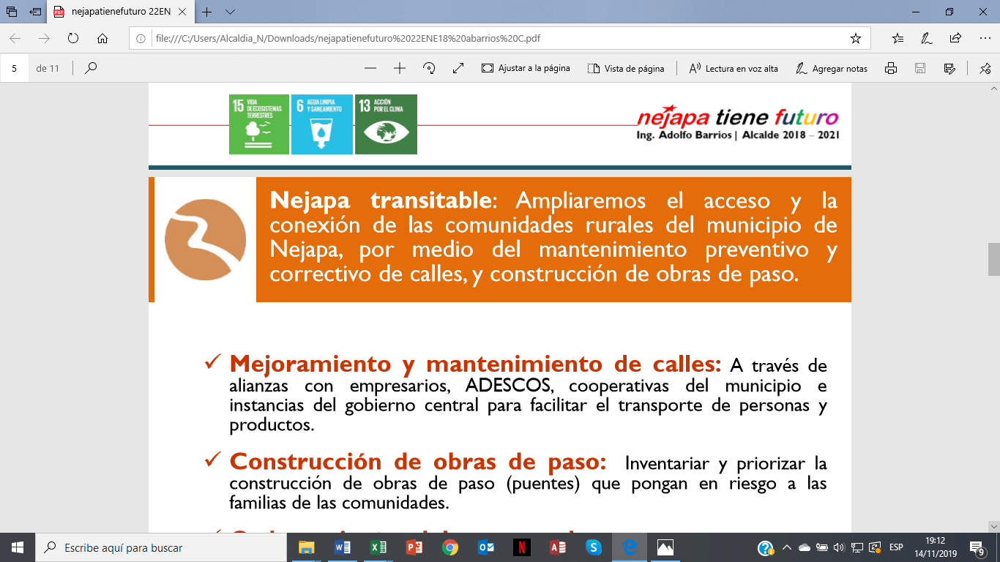 nejapatienefuturo 22EN
file:///C:/Users/Alcaldia_N/Downloads/nejapatienefuturo%2022ENE18%20abarrios%20C.pdf
5 de 11 Ajustar a la página Vista de página Lectura en voz alta Agregar notas
15 VIDA DE ECOSISTEMAS TERRESTRES
6 AGUA LIMPIA Y SANEAMIENTO
13 ACCIÓN POR EL CLIMA
nejapa tiene futuro
Ing. Adolfo Barrios | Alcalde 2018 – 2021
Nejapa transitable: Ampliaremos el acceso y la
conexión de las comunidades rurales del municipio de
Nejapa, por medio del mantenimiento preventivo y
correctivo de calles, y construcción de obras de paso.
✓ Mejoramiento y mantenimiento de calles: A través de
alianzas con empresarios, ADESCOS, cooperativas del municipio e
instancias del gobierno central para facilitar el transporte de personas y
productos.
✓ Construcción de obras de paso: Inventariar y priorizar la
construcción de obras de paso (puentes) que pongan en riesgo a las
familias de las comunidades.
Escribe aquí para buscar
ESP
19:12
14/11/2019
9